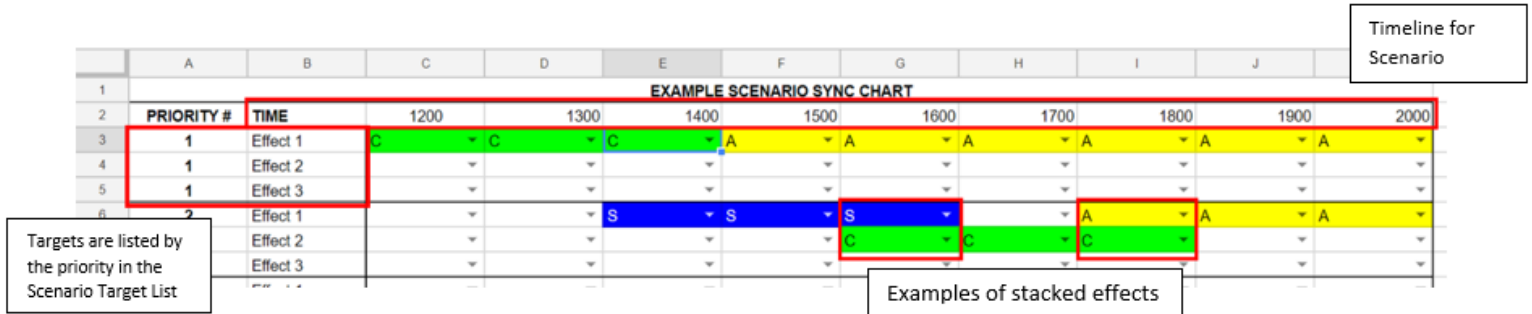 Timeline for
Scenario
A B C D E F G H I J
1 EXAMPLE SCENARIO SYNC CHART
2 PRIORITY # TIME 1200 1300 1400 1500 1600 1700 1800 1900 2000
3 1 Effect 1 C C C A A A A A A
4 1 Effect 2
5 1 Effect 3
6 2 Effect 1 S S S A A A
Effect 2 C C C
Effect 3
Targets are listed by
the priority in the
Scenario Target List
Examples of stacked effects